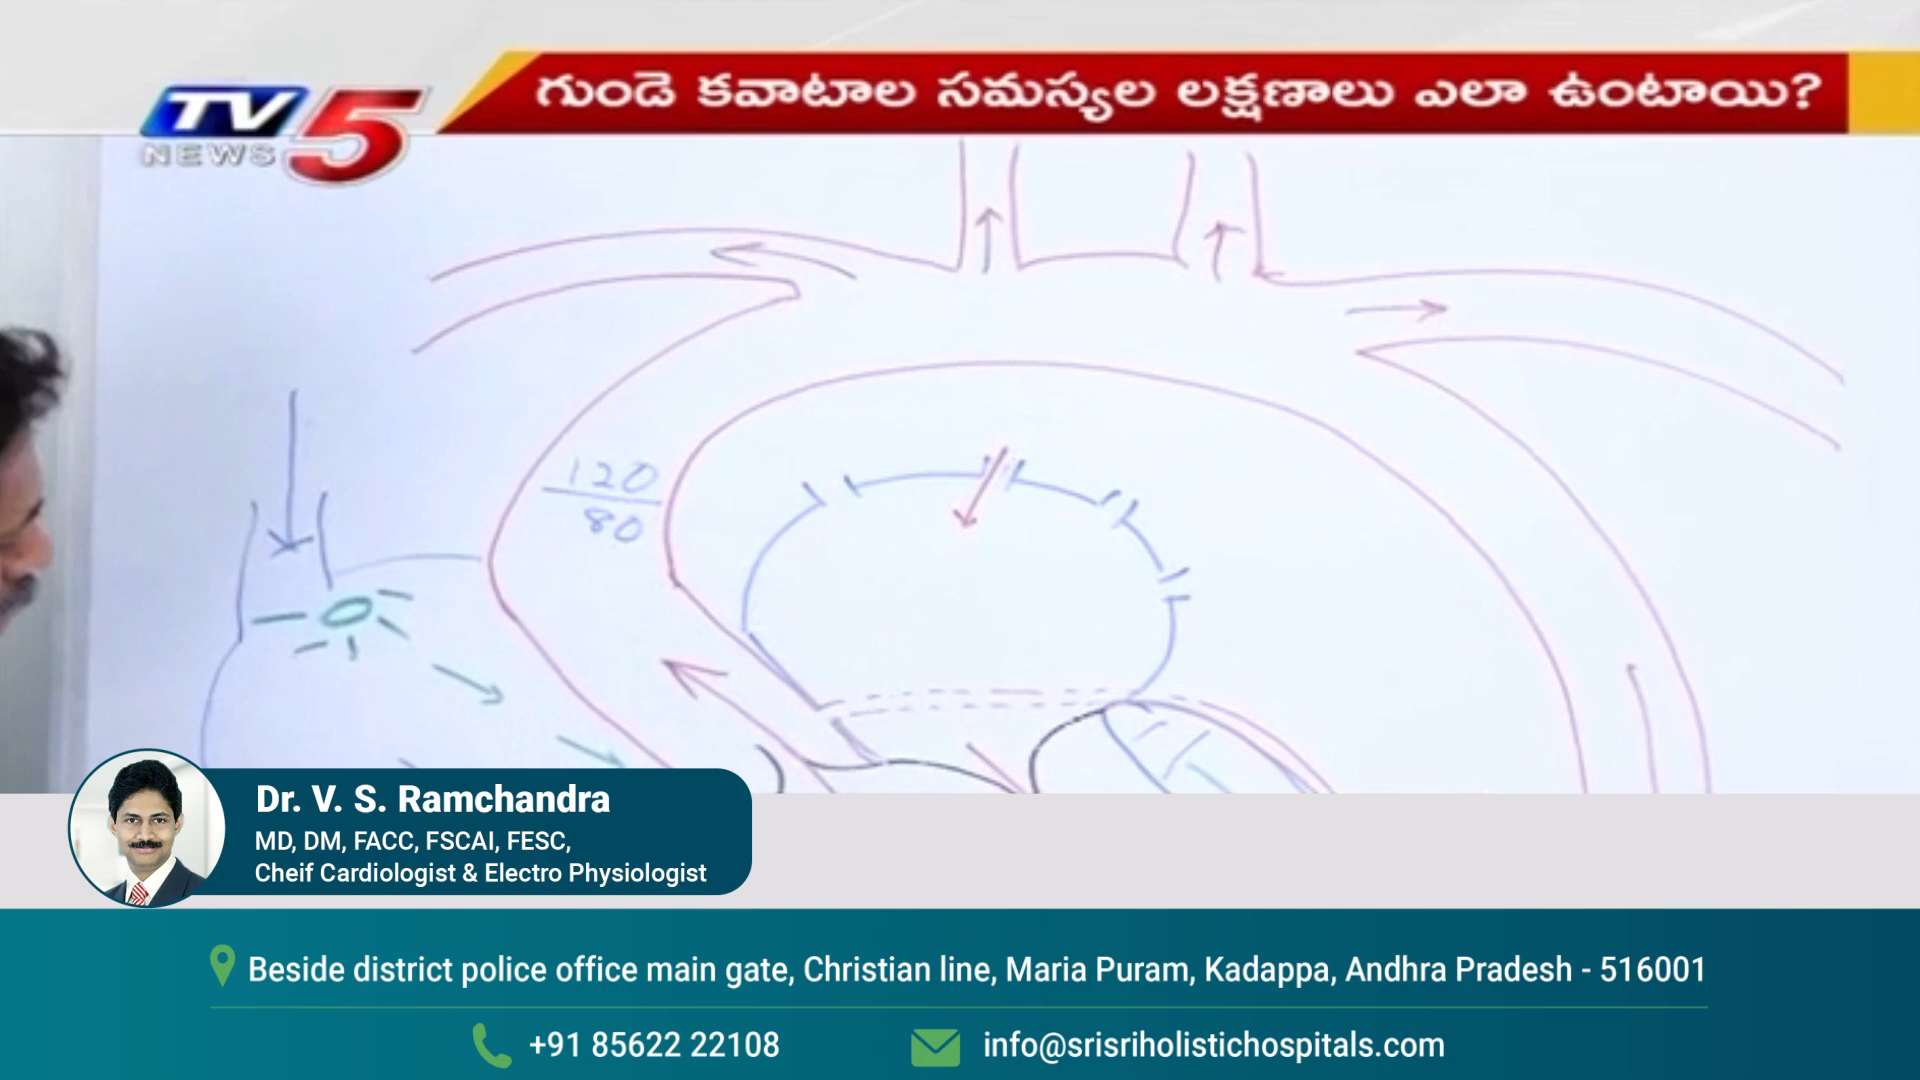 గుండె కవాటాల సమస్యల లక్షణాలు ఎలా ఉంటాయి?
TV5
NEWS
120
80
Dr. V. S. Ramchandra
MD, DM, FACC, FSCAI, FESC,
Cheif Cardiologist & Electro Physiologist
Beside district police office main gate, Christian line, Maria Puram, Kadappa, Andhra Pradesh - 516001
+91 85622 22108
info@srisriholistichospitals.com